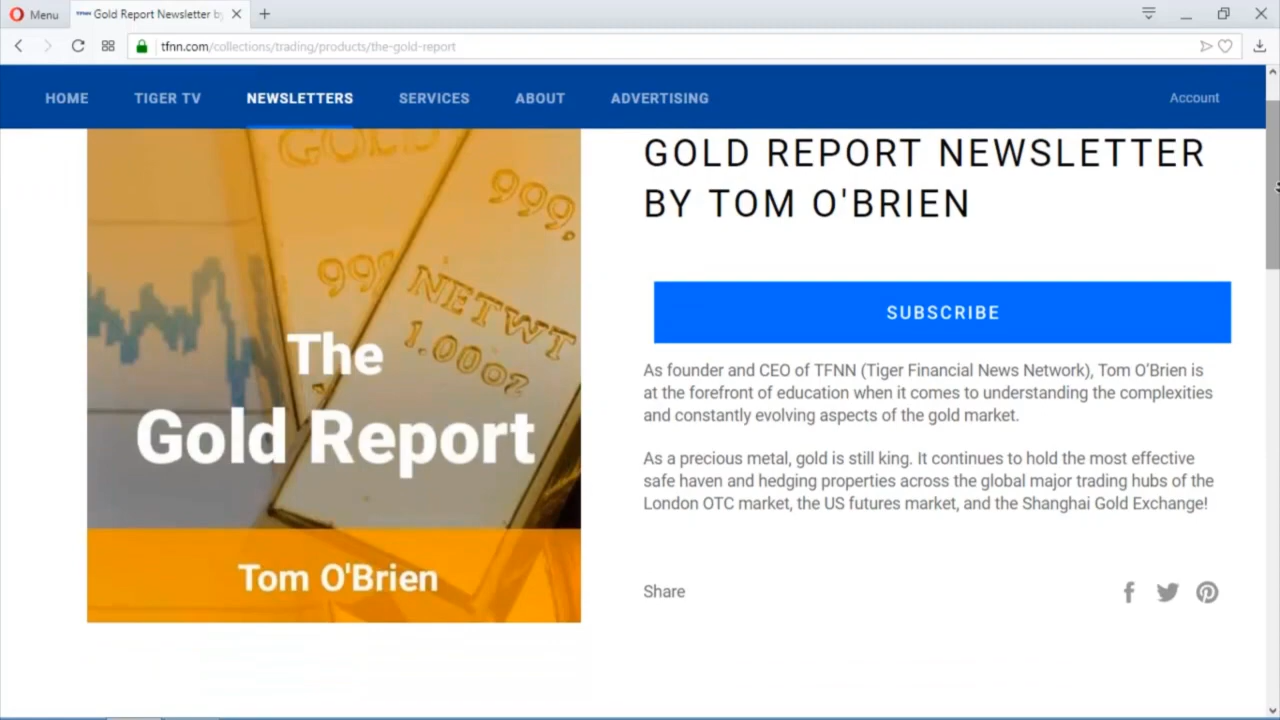 Menu
TFNN Gold Report Newsletter by
tfnn.com/collections/trading/products/the-gold-report
HOME TIGER TV NEWSLETTERS SERVICES ABOUT ADVERTISING Account
GOLD
999.
999
NETWT
1.00oz
The
Gold Report
Tom O'Brien
GOLD REPORT NEWSLETTER
BY TOM O'BRIEN
SUBSCRIBE
As founder and CEO of TFNN (Tiger Financial News Network), Tom O'Brien is
at the forefront of education when it comes to understanding the complexities
and constantly evolving aspects of the gold market.
As a precious metal, gold is still king. It continues to hold the most effective
safe haven and hedging properties across the global major trading hubs of the
London OTC market, the US futures market, and the Shanghai Gold Exchange!
Share